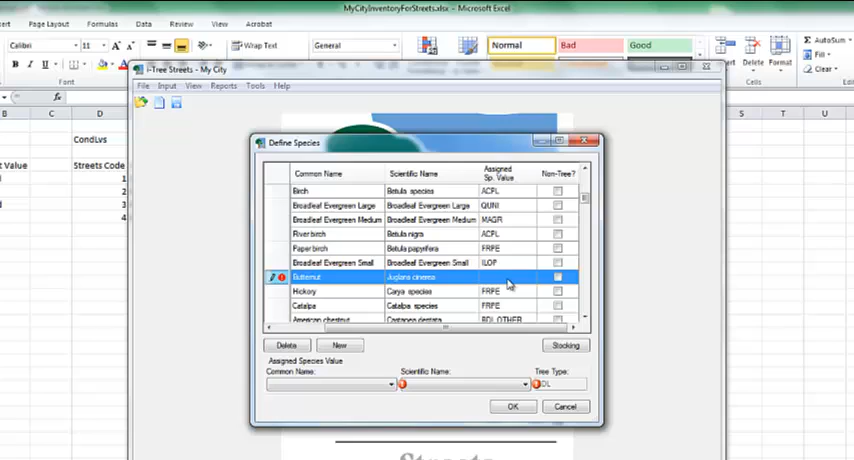 MyCityInventoryForStreets.xlsx - Microsoft Excel
nsert Page Layout Formulas Data Review View Acrobat
Calibri 11 A A Wrap Text General Normal Bad Good Delete Format AutoSum
Fill
B I U Clear
Font Cells
i-Tree Streets - My City
File Input View Reports Tools Help
B C D S T U
CondLvs
t Value Streets Code
1
2
3
4
Define Species
Common Name Scientific Name Assigned Sp. Value Non-Tree?
Birch Betula species ACPL
Broadleaf Evergreen Large Broadleaf Evergreen Large QUNI
Broadleaf Evergreen Medium Broadleaf Evergreen Medium MAGR
River birch Betula nigra ACPL
Paper birch Betula papyrifera FRPE
Broadleaf Evergreen Small Broadleaf Evergreen Small ILOP
Butternut Juglans cinerea
Hickory Carya species FRPE
Catalpa Catalpa species FRPE
American chestnut Castanea dentata BDL OTHER
Delete New Stocking
Assigned Species Value
Common Name: Scientific Name: Tree Type:
DL
OK Cancel
Streets